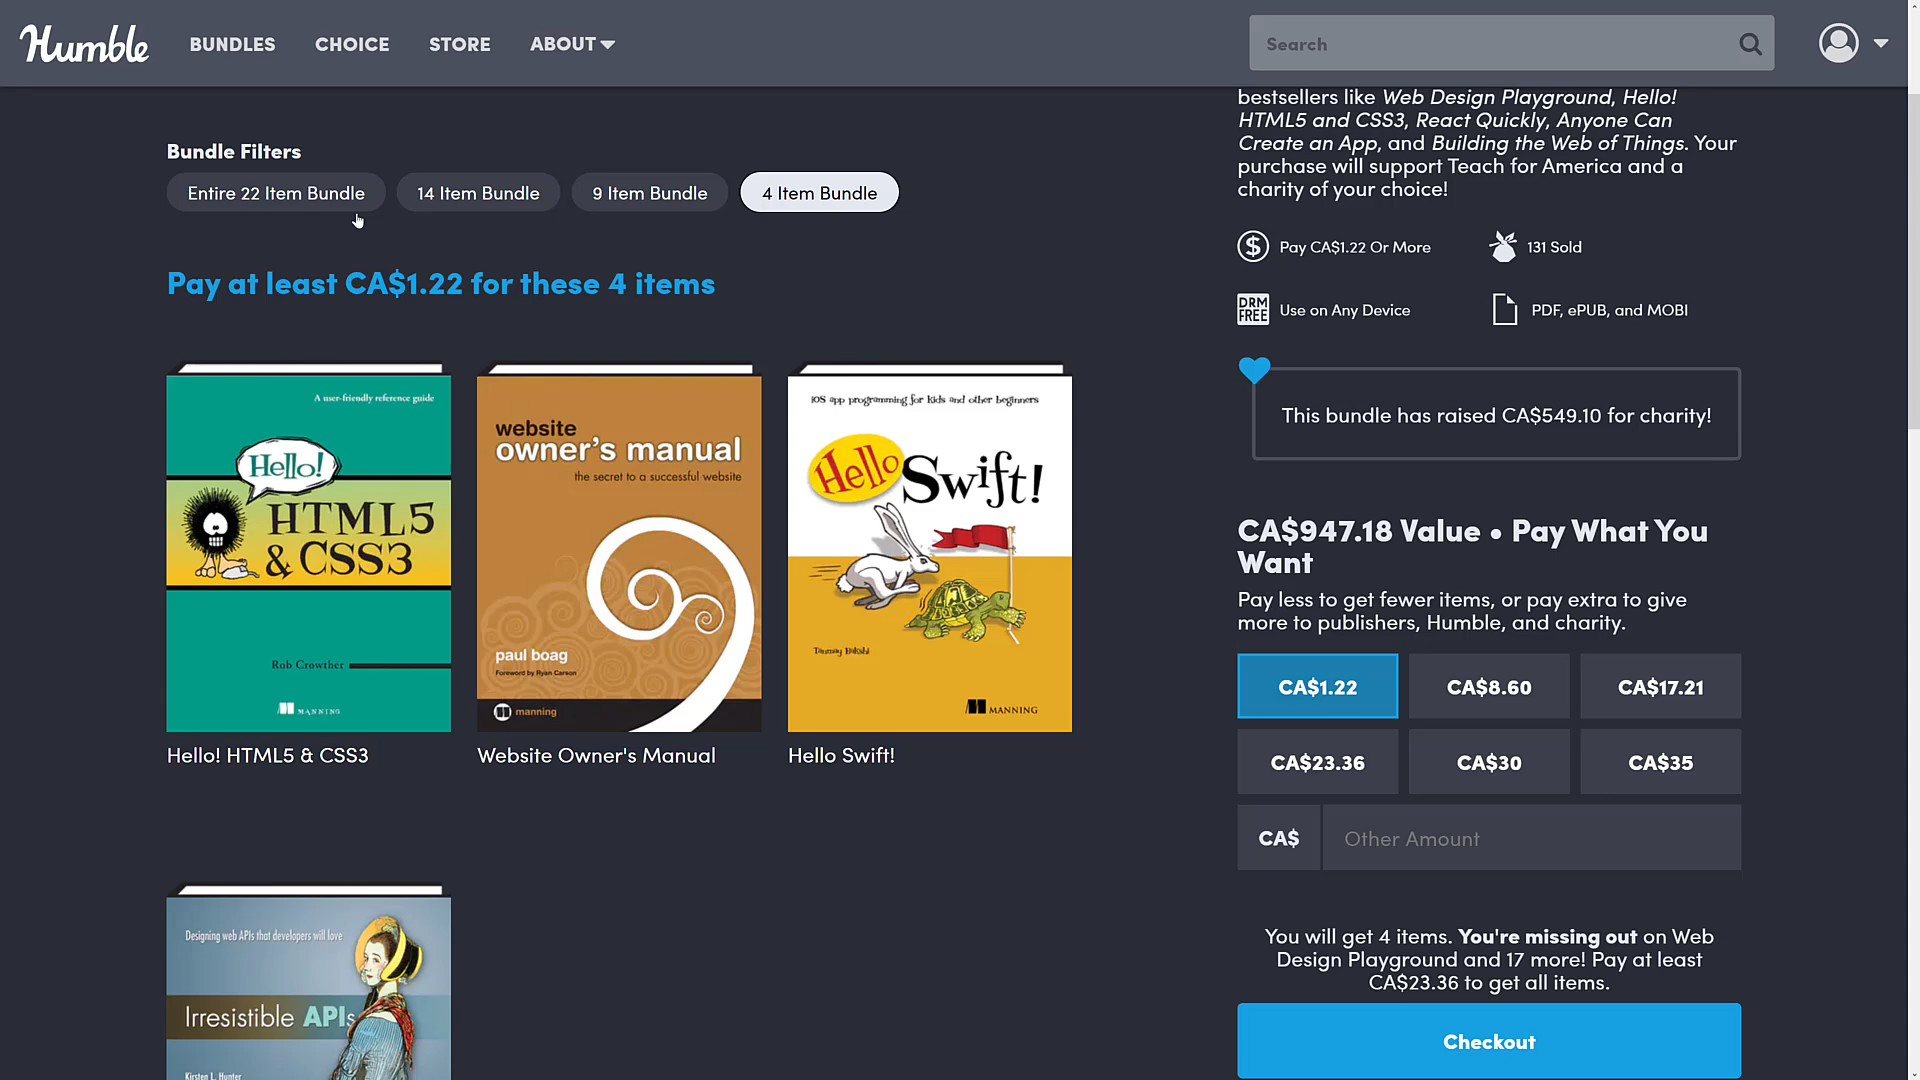 Humble
BUNDLES
CHOICE
STORE
ABOUT
Search
Bundle Filters
Entire 22 Item Bundle
14 Item Bundle
9 Item Bundle
4 Item Bundle
Pay at least CA$1.22 for these 4 items
A user-friendly reference guide
Hello!
HTML5
& CSS3
Rob Crowther
MANNING
Hello! HTML5 & CSS3
website
owner's manual
the secret to a successful website
paul boag
Foreword by Ryan Carson
manning
Website Owner's Manual
iOS app programming for kids and other beginners
Hello
Swift!
Tanmay Bakshi
MANNING
Hello Swift!
Designing web APIs that developers will love
Irresistible APIs
Kirsten L. Hunter
bestsellers like Web Design Playground, Hello!
HTML5 and CSS3, React Quickly, Anyone Can
Create an App, and Building the Web of Things. Your
purchase will support Teach for America and a
charity of your choice!
$
Pay CA$1.22 Or More
131 Sold
DRM
FREE
Use on Any Device
PDF, ePUB, and MOBI
This bundle has raised CA$549.10 for charity!
CA$947.18 Value • Pay What You
Want
Pay less to get fewer items, or pay extra to give
more to publishers, Humble, and charity.
CA$1.22
CA$8.60
CA$17.21
CA$23.36
CA$30
CA$35
CA$
Other Amount
You will get 4 items. You're missing out on Web
Design Playground and 17 more! Pay at least
CA$23.36 to get all items.
Checkout